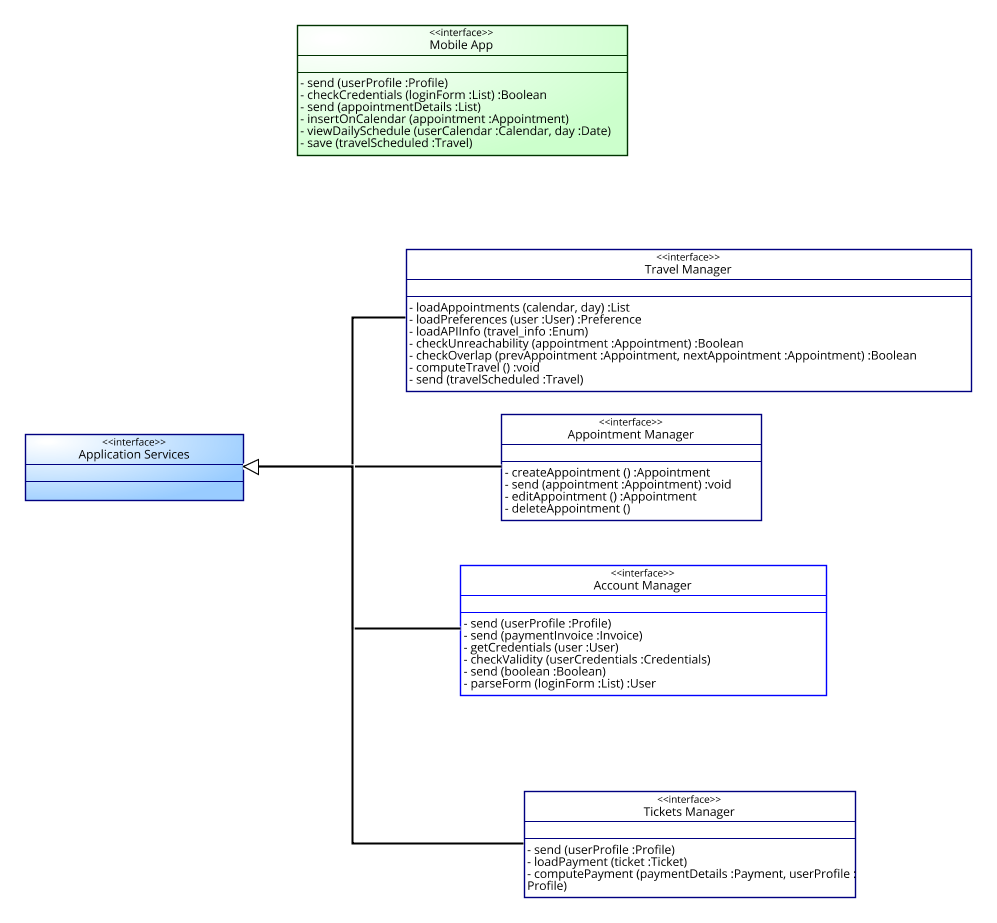 <<interface>>
Mobile App
- send (userProfile :Profile)
- checkCredentials (loginForm :List) :Boolean
- send (appointmentDetails :List)
- insertOnCalendar (appointment :Appointment)
- viewDailySchedule (userCalendar :Calendar, day :Date)
- save (travelScheduled :Travel)
<<interface>>
Travel Manager
- loadAppointments (calendar, day) :List
- loadPreferences (user :User) :Preference
- loadAPIInfo (travel_info :Enum)
- checkUnreachability (appointment :Appointment) :Boolean
- checkOverlap (prevAppointment :Appointment, nextAppointment :Appointment) :Boolean
- computeTravel () :void
- send (travelScheduled :Travel)
<<interface>>
Application Services
<<interface>>
Appointment Manager
- createAppointment () :Appointment
- send (appointment :Appointment) :void
- editAppointment () :Appointment
- deleteAppointment ()
<<interface>>
Account Manager
- send (userProfile :Profile)
- send (paymentInvoice :Invoice)
- getCredentials (user :User)
- checkValidity (userCredentials :Credentials)
- send (boolean :Boolean)
- parseForm (loginForm :List) :User
<<interface>>
Tickets Manager
- send (userProfile :Profile)
- loadPayment (ticket :Ticket)
- computePayment (paymentDetails :Payment, userProfile :
Profile)